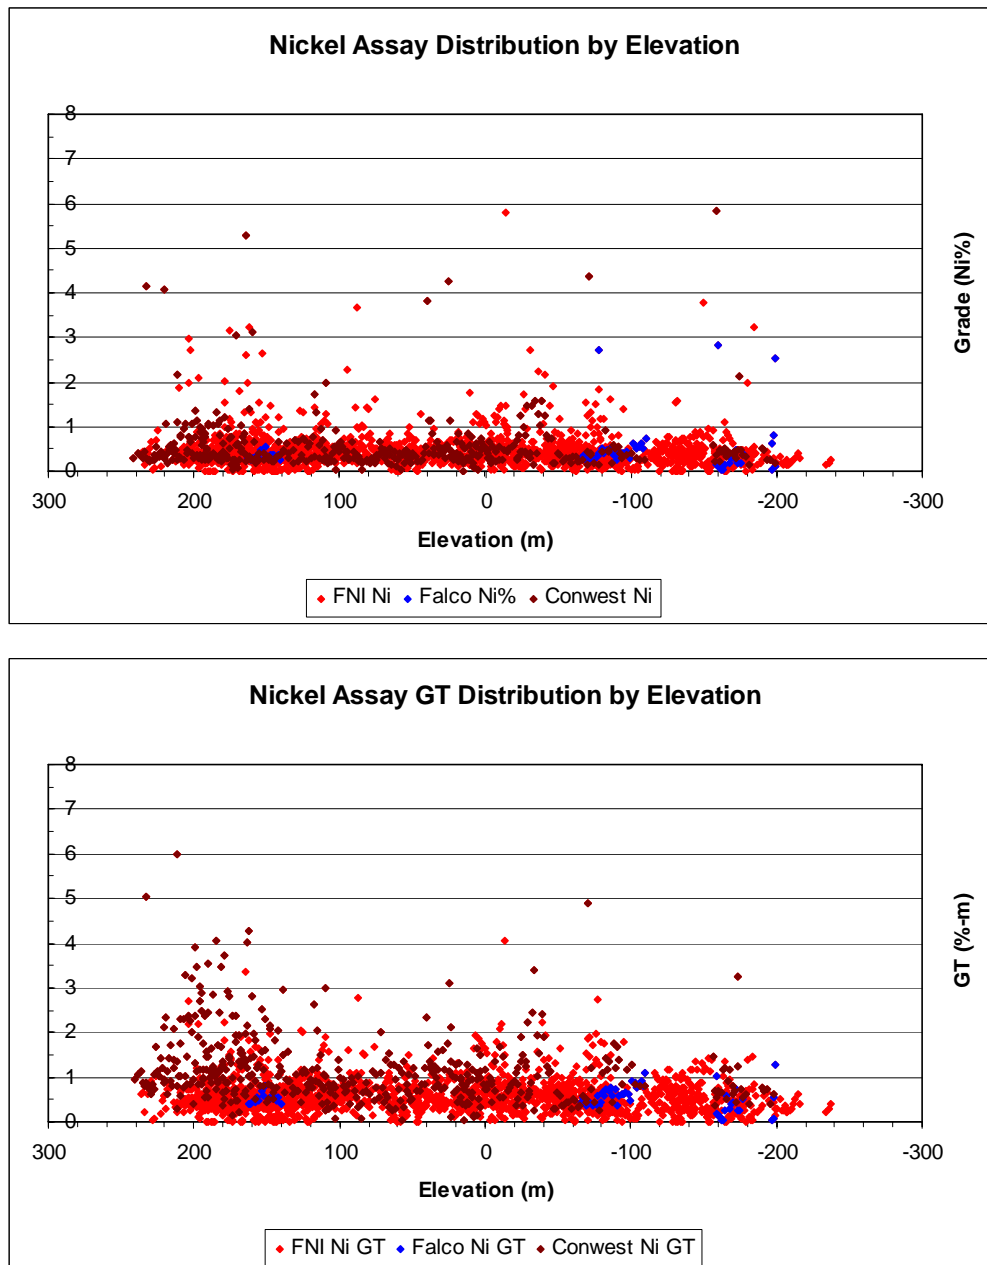 Nickel Assay Distribution by Elevation
8
7
6
5
4
3
2
1
0
300 200 100 0 -100 -200 -300
Grade (Ni%)
Elevation (m)
FNI Ni Falco Ni% Conwest Ni
Nickel Assay GT Distribution by Elevation
8
7
6
5
4
3
2
1
0
300 200 100 0 -100 -200 -300
GT (%-m)
Elevation (m)
FNI Ni GT Falco Ni GT Conwest Ni GT